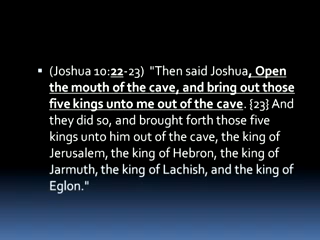 ▪ (Joshua 10:22-23)  "Then said Joshua, Open
the mouth of the cave, and bring out those
five kings unto me out of the cave. {23} And
they did so, and brought forth those five
kings unto him out of the cave, the king of
Jerusalem, the king of Hebron, the king of
Jarmuth, the king of Lachish, and the king of
Eglon."